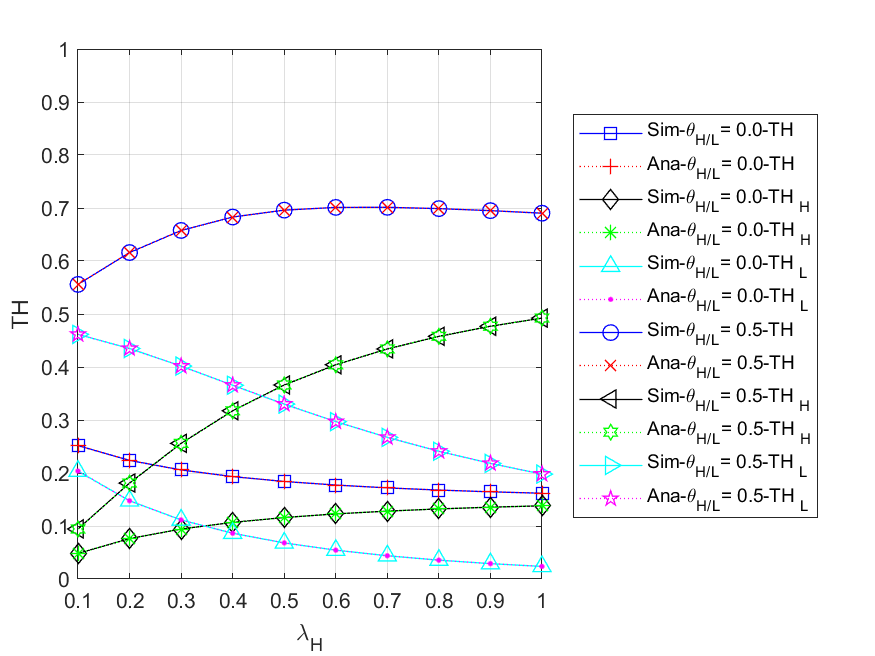 1
0.9
0.8
0.7
0.6
0.5
0.4
0.3
0.2
0.1
0
TH
0.1 0.2 0.3 0.4 0.5 0.6 0.7 0.8 0.9 1
λH
Sim-θH/L= 0.0-TH
Ana-θH/L= 0.0-TH
Sim-θH/L= 0.0-TH H
Ana-θH/L= 0.0-TH H
Sim-θH/L= 0.0-TH L
Ana-θH/L= 0.0-TH L
Sim-θH/L= 0.5-TH
Ana-θH/L= 0.5-TH
Sim-θH/L= 0.5-TH H
Ana-θH/L= 0.5-TH H
Sim-θH/L= 0.5-TH L
Ana-θH/L= 0.5-TH L